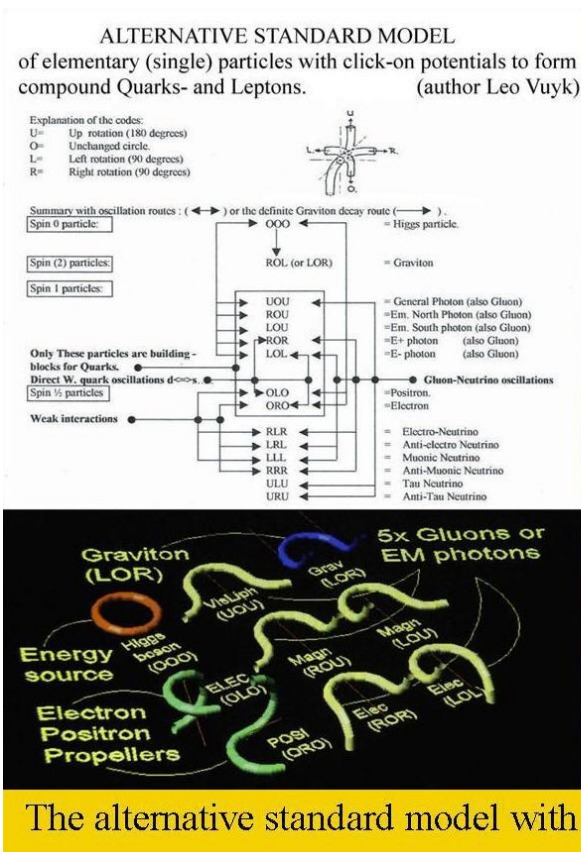 ALTERNATIVE STANDARD MODEL
of elementary (single) particles with click-on potentials to form
compound Quarks- and Leptons. (author Leo Vuyk)
Explanation of the codes:
U= Up rotation (180 degrees)
O= Unchanged circle.
L= Left rotation (90 degrees)
R= Right rotation (90 degrees)
U
L. R.
O.
Summary with oscillation routes : ( ) or the definite Graviton decay route ( ) .
Spin 0 particle: OOO = Higgs particle.
Spin (2) particles: ROL (or LOR) = Graviton
Spin 1 particles:
UOU = General Photon (also Gluon)
ROU =Em. North Photon (also Gluon)
LOU =Em. South photon (also Gluon)
ROR =E+ photon (also Gluon)
Only These particles are building - LOL =E- photon (also Gluon)
blocks for Quarks.
Direct W. quark oscillations d<=>s. Gluon-Neutrino oscillations
Spin ½ particles OLO =Positron.
ORO =Electron
Weak interactions
RLR = Electro-Neutrino
LRL = Anti-electro Neutrino
LLL = Muonic Neutrino
RRR = Anti-Muonic Neutrino
ULU = Tau Neutrino
URU = Anti-Tau Neutrino
5x Gluons or
EM photons
Graviton
(LOR)
Grav
(LOR)
VisLiph
(UOU)
Magn
(LOU)
Energy
source
Higgs
boson
(OOO)
Magn
(ROU)
ELEC
(OLO)
Elec
(LOL)
Elec
(ROR)
Electron
Positron
Propellers
POSI
(ORO)
The alternative standard model with